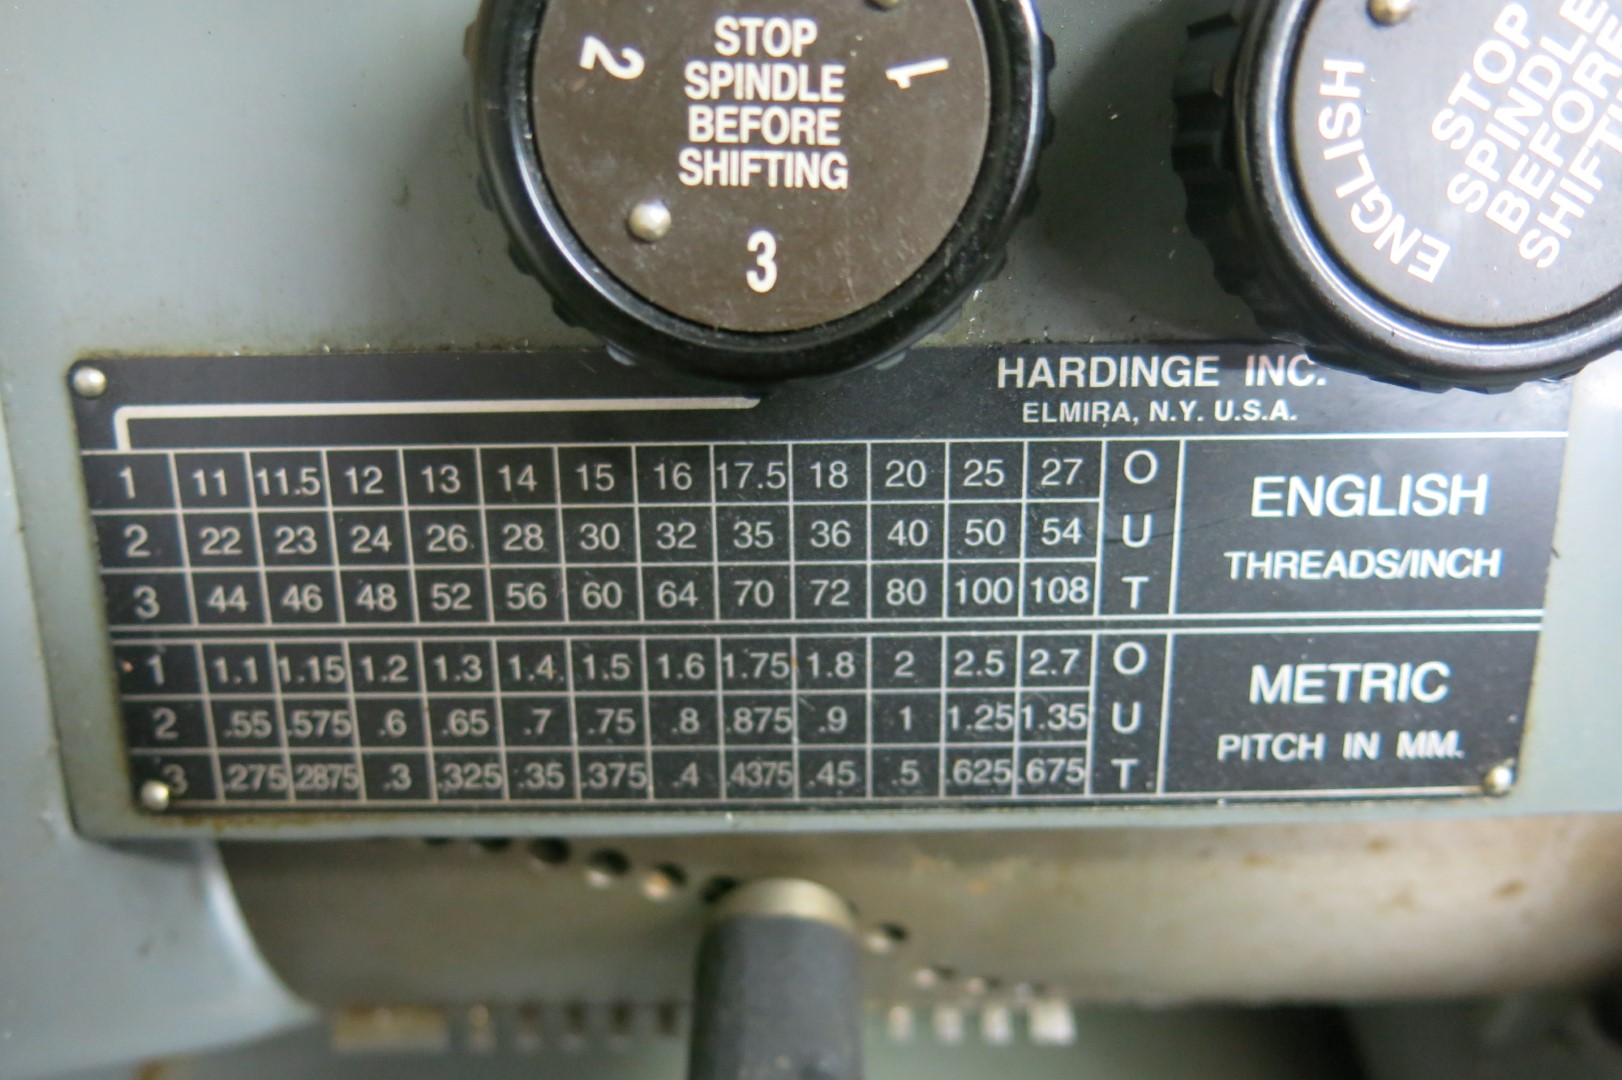 STOP
SPINDLE
BEFORE
SHIFTING
2
1
3
ENGLISH
STOP
SPINDLE
BEFORE
HARDINGE INC.
ELMIRA, N.Y. U.S.A.
1 11 11.5 12 13 14 15 16 17.5 18 20 25 27 O
2 22 23 24 26 28 30 32 35 36 40 50 54 U
3 44 46 48 52 56 60 64 70 72 80 100 108 T
ENGLISH
THREADS/INCH
1 1.1 1.15 1.2 1.3 1.4 1.5 1.6 1.75 1.8 2 2.5 2.7 O
2 .55 .575 .6 .65 .7 .75 .8 .875 .9 1 1.25 1.35 U
3 .275 .2875 .3 .325 .35 .375 .4 .4375 .45 .5 .625 .675 T
METRIC
PITCH IN MM.